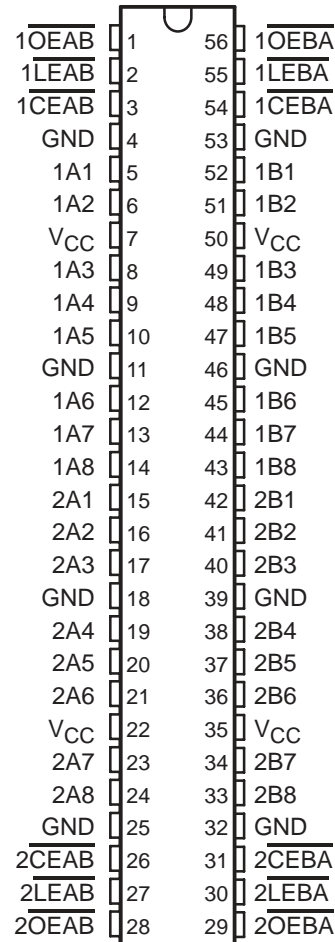 1OEAB 1 56 1OEBA
1LEAB 2 55 1LEBA
1CEAB 3 54 1CEBA
GND 4 53 GND
1A1 5 52 1B1
1A2 6 51 1B2
VCC 7 50 VCC
1A3 8 49 1B3
1A4 9 48 1B4
1A5 10 47 1B5
GND 11 46 GND
1A6 12 45 1B6
1A7 13 44 1B7
1A8 14 43 1B8
2A1 15 42 2B1
2A2 16 41 2B2
2A3 17 40 2B3
GND 18 39 GND
2A4 19 38 2B4
2A5 20 37 2B5
2A6 21 36 2B6
VCC 22 35 VCC
2A7 23 34 2B7
2A8 24 33 2B8
GND 25 32 GND
2CEAB 26 31 2CEBA
2LEAB 27 30 2LEBA
2OEAB 28 29 2OEBA